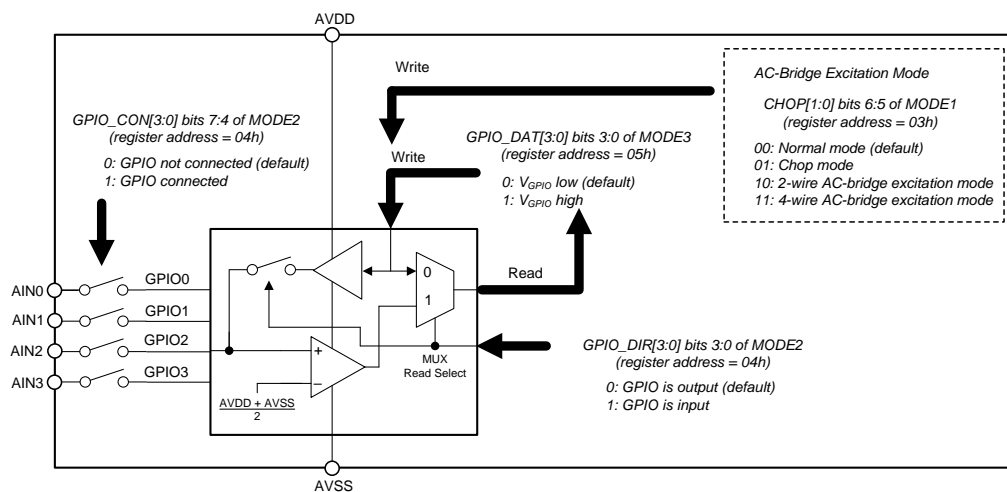 AVDD
Write
AC-Bridge Excitation Mode
CHOP[1:0] bits 6:5 of MODE1
(register address = 03h)
00: Normal mode (default)
01: Chop mode
10: 2-wire AC-bridge excitation mode
11: 4-wire AC-bridge excitation mode
GPIO_CON[3:0] bits 7:4 of MODE2
(register address = 04h)
0: GPIO not connected (default)
1: GPIO connected
Write
GPIO_DAT[3:0] bits 3:0 of MODE3
(register address = 05h)
0: VGPIO low (default)
1: VGPIO high
0
1
Read
AIN0
GPIO0
AIN1
GPIO1
AIN2
GPIO2
AIN3
GPIO3
+
–
AVDD + AVSS
2
MUX
Read Select
GPIO_DIR[3:0] bits 3:0 of MODE2
(register address = 04h)
0: GPIO is output (default)
1: GPIO is input
AVSS